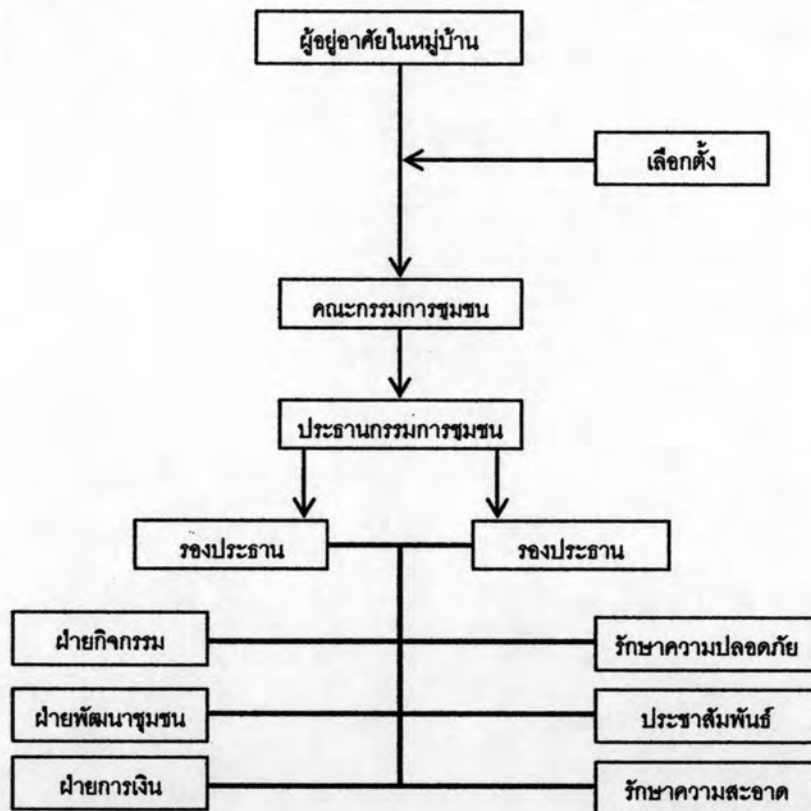 ผู้อยู่อาศัยในหมู่บ้าน
เลือกตั้ง
คณะกรรมการชุมชน
ประธานกรรมการชุมชน
รองประธาน
รองประธาน
ฝ่ายกิจกรรม
รักษาความปลอดภัย
ฝ่ายพัฒนาชุมชน
ประชาสัมพันธ์
ฝ่ายการเงิน
รักษาความสะอาด